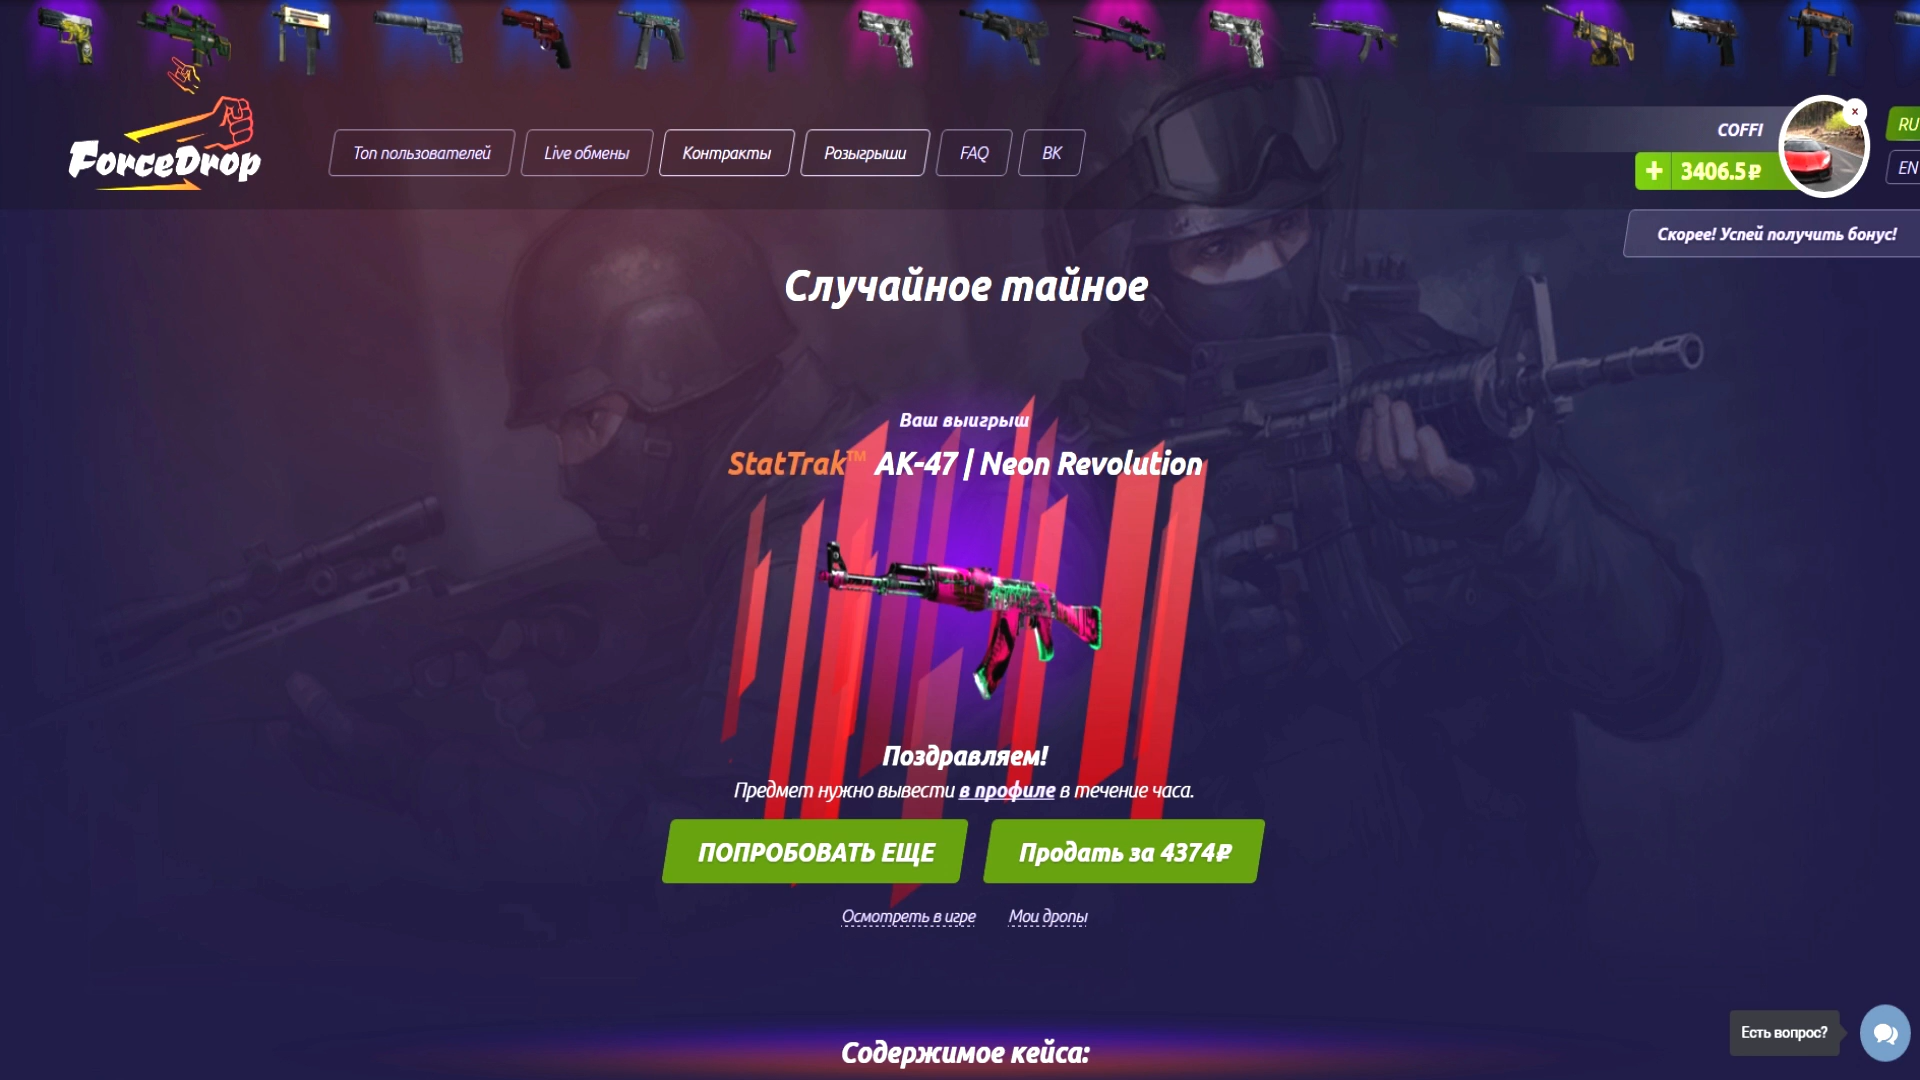 ForceDrop
Топ пользователей
Live обмены
Контракты
Розыгрыши
FAQ
ВК
COFFI
x
RU
+ 3406.5₽
EN
Скорее! Успей получить бонус!
Случайное тайное
Ваш выигрыш
StatTrak™ AK-47 | Neon Revolution
Поздравляем!
Предмет нужно вывести в профиле в течение часа.
ПОПРОБОВАТЬ ЕЩЕ
Продать за 4374₽
Осмотреть в игре
Мои дропы
Есть вопрос?
Содержимое кейса: